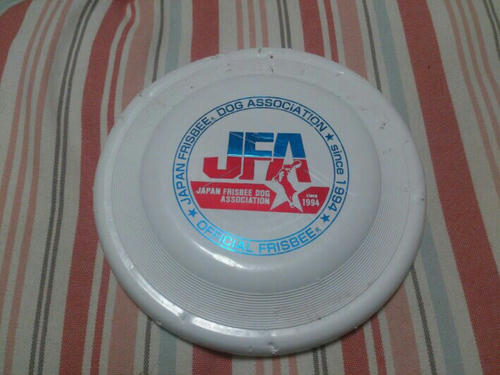 ★ JAPAN FRISBEE® DOG ASSOCIATION ★ since 1994
OFFICIAL FRISBEE®
JFA
JAPAN FRISBEE DOG
ASSOCIATION
since
1994